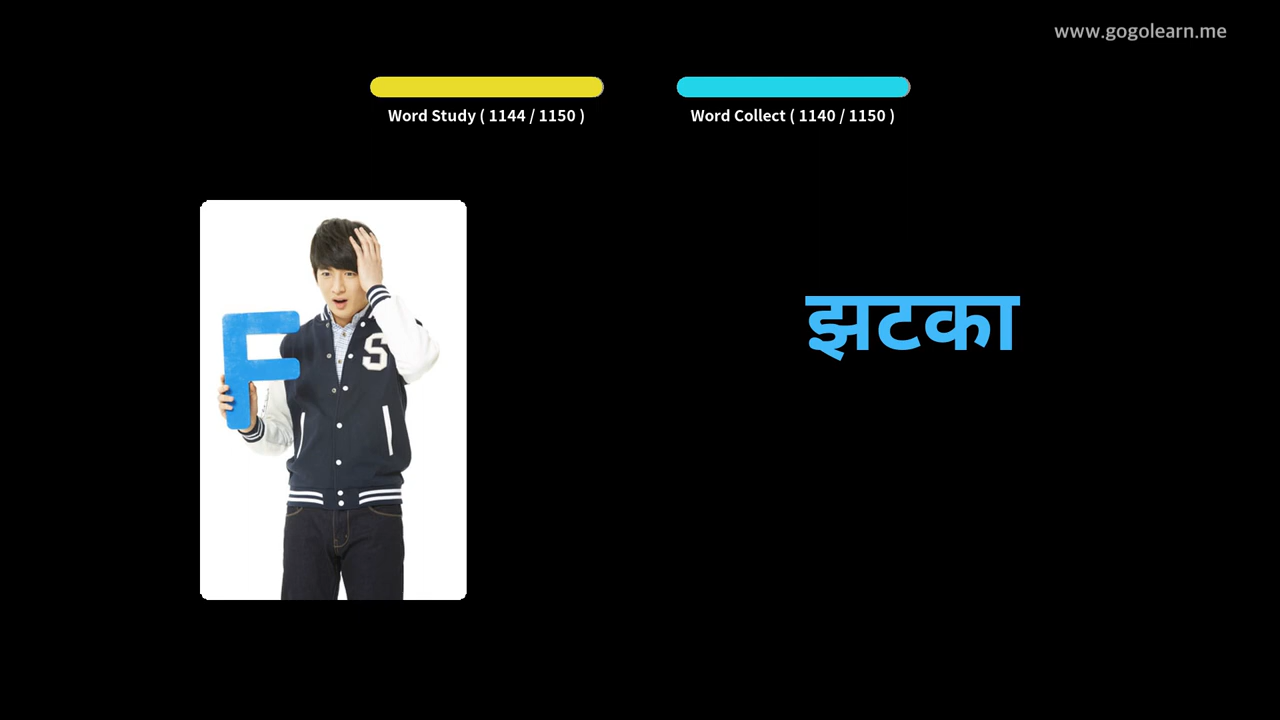 www.gogolearn.me
Word Study ( 1144 / 1150 )
Word Collect ( 1140 / 1150 )
F
S
झटका